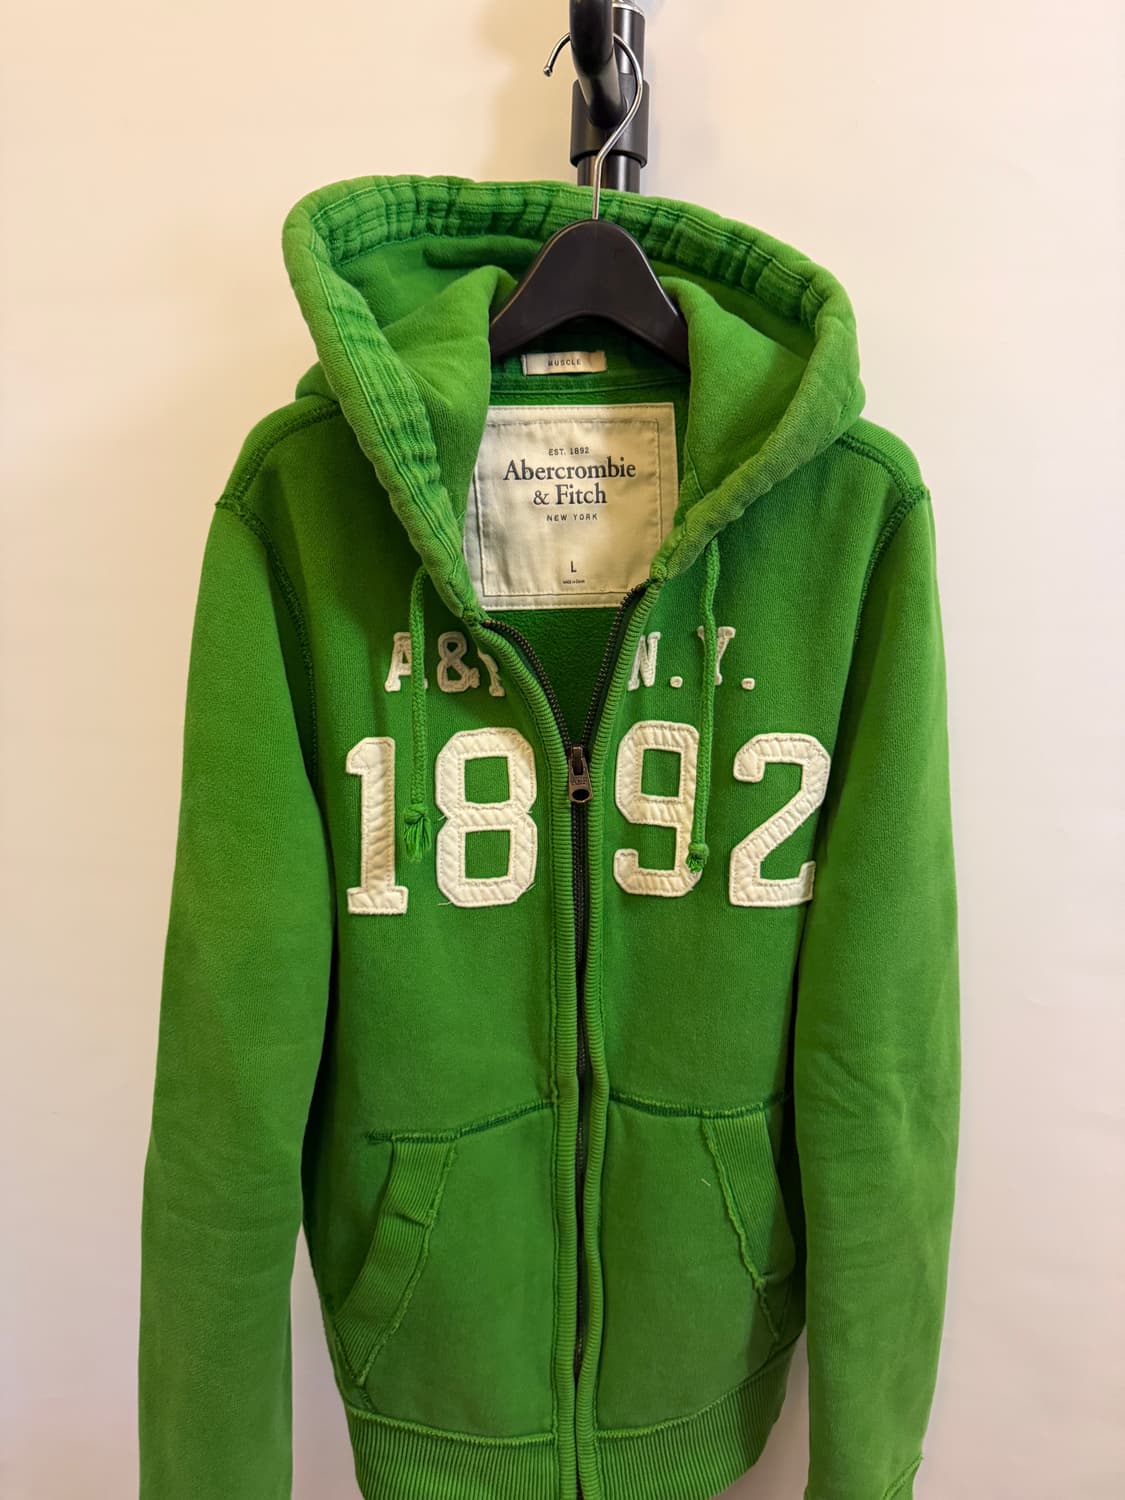 MUSCLE
EST. 1892
Abercrombie
& Fitch
NEW YORK
L
A&F N.Y.
1892